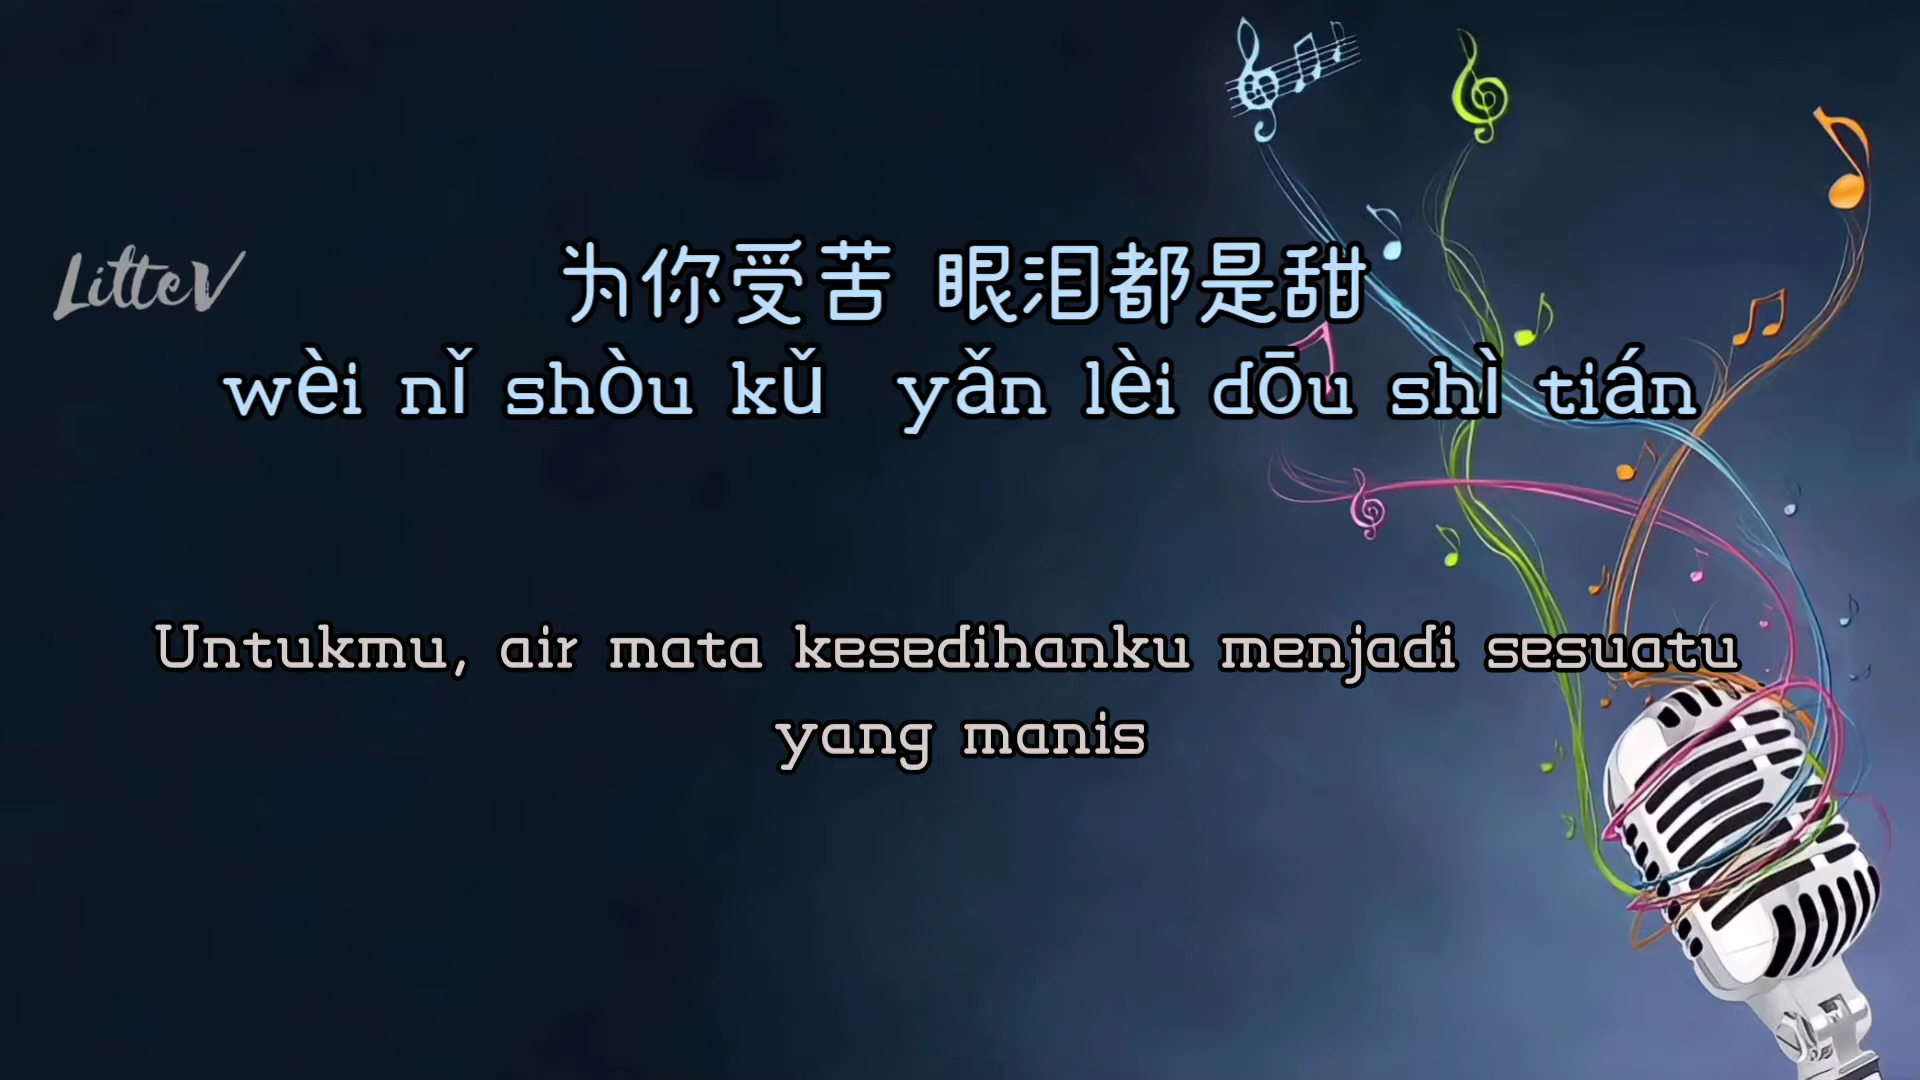 为你受苦 眼泪都是甜
LitteV
wèi nǐ shòu kǔ yǎn lèi dōu shì tián
Untukmu, air mata kesedihanku menjadi sesuatu
yang manis